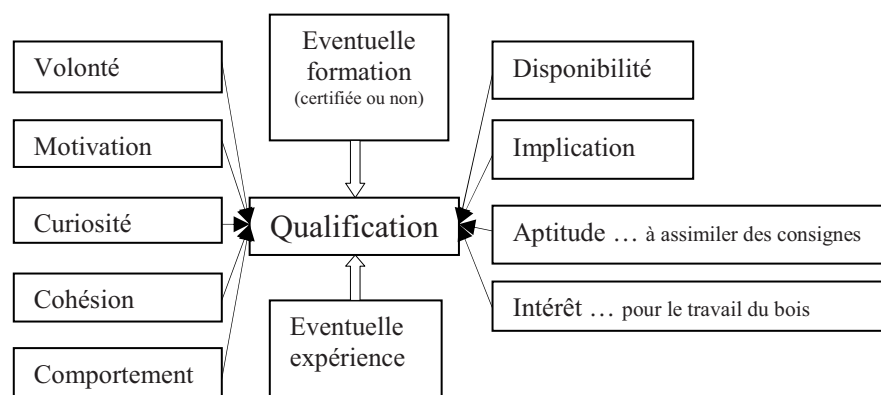 Volonté
Motivation
Curiosité
Cohésion
Comportement
Eventuelle
formation
(certifiée ou non)
Qualification
Eventuelle
expérience
Disponibilité
Implication
Aptitude … à assimiler des consignes
Intérêt … pour le travail du bois